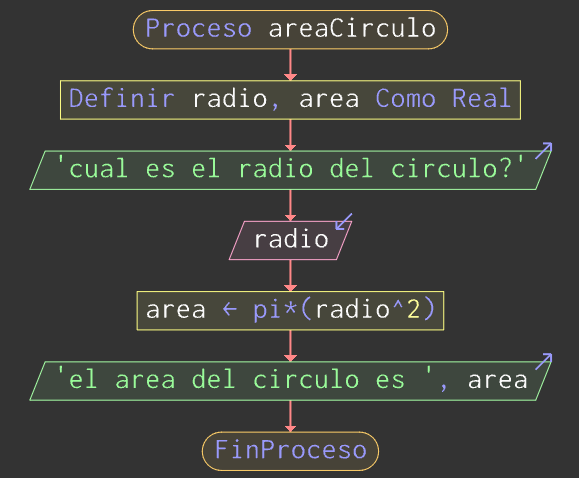 Proceso areaCirculo
Definir radio, area Como Real
'cual es el radio del circulo?'
radio
area ← pi*(radio^2)
'el area del circulo es ', area
FinProceso